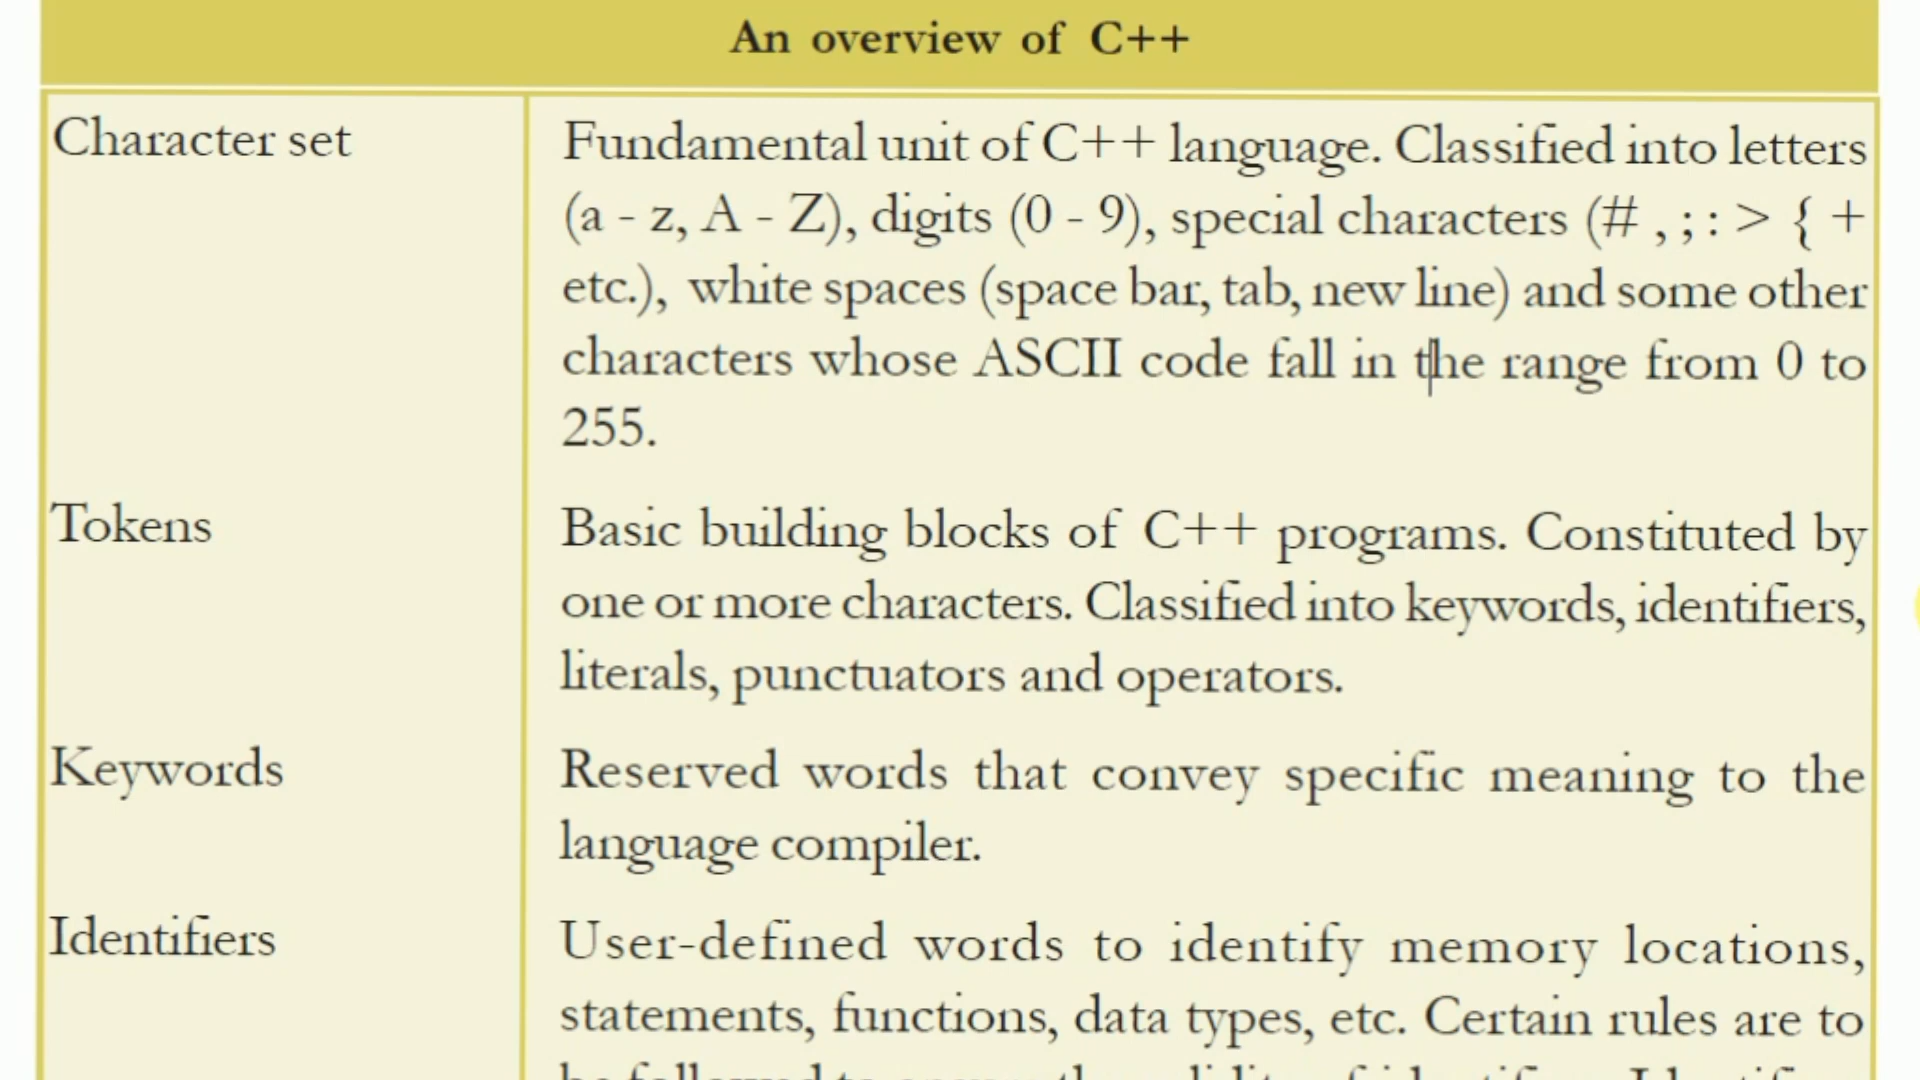 An overview of C++
Character set
Fundamental unit of C++ language. Classified into letters
(a - z, A - Z), digits (0 - 9), special characters (# , ; : > { +
etc.), white spaces (space bar, tab, new line) and some other
characters whose ASCII code fall in the range from 0 to
255.
Tokens
Basic building blocks of C++ programs. Constituted by
one or more characters. Classified into keywords, identifiers,
literals, punctuators and operators.
Keywords
Reserved words that convey specific meaning to the
language compiler.
Identifiers
User-defined words to identify memory locations,
statements, functions, data types, etc. Certain rules are to